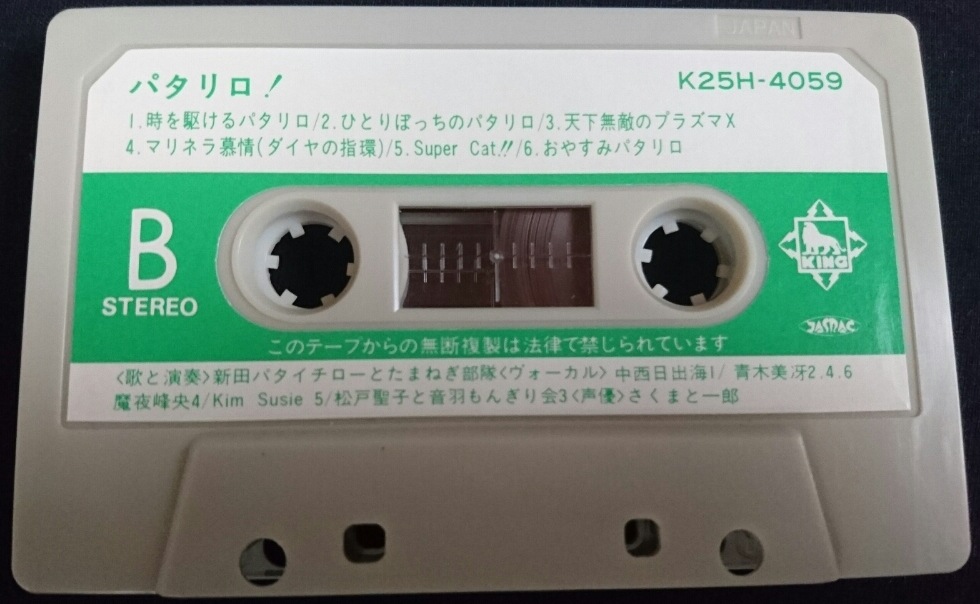 JAPAN
パタリロ!
K25H-4059
1.時を駆けるパタリロ/2.ひとりぼっちのパタリロ/3.天下無敵のプラズマX
4.マリネラ慕情(ダイヤの指環)/5.Super Cat!!/6.おやすみパタリロ
B
STEREO
KING
JASRAC
このテープからの無断複製は法律で禁じられています
〈歌と演奏〉新田パタイチローとたまねぎ部隊〈ヴォーカル〉中西日出海1/青木美冴2.4.6
魔夜峰央4/Kim Susie 5/松戸聖子と音羽もんぎり会3〈声優〉さくまと一郎